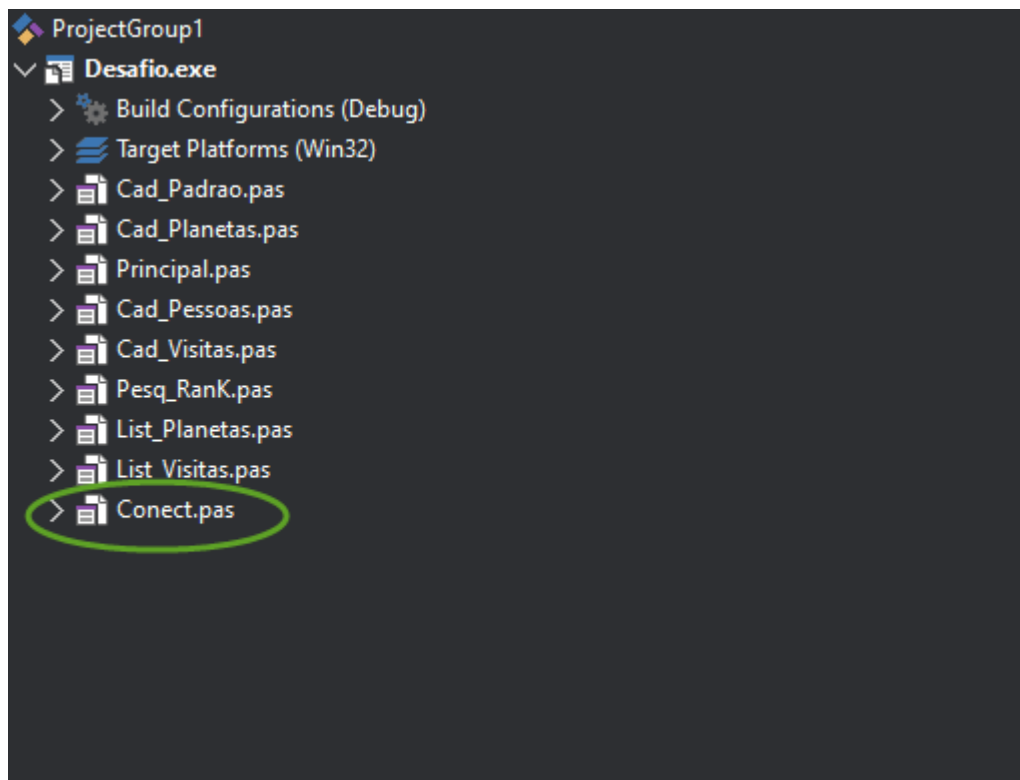 ProjectGroup1
Desafio.exe
Build Configurations (Debug)
Target Platforms (Win32)
Cad_Padrao.pas
Cad_Planetas.pas
Principal.pas
Cad_Pessoas.pas
Cad_Visitas.pas
Pesq_RanK.pas
List_Planetas.pas
List_Visitas.pas
Conect.pas